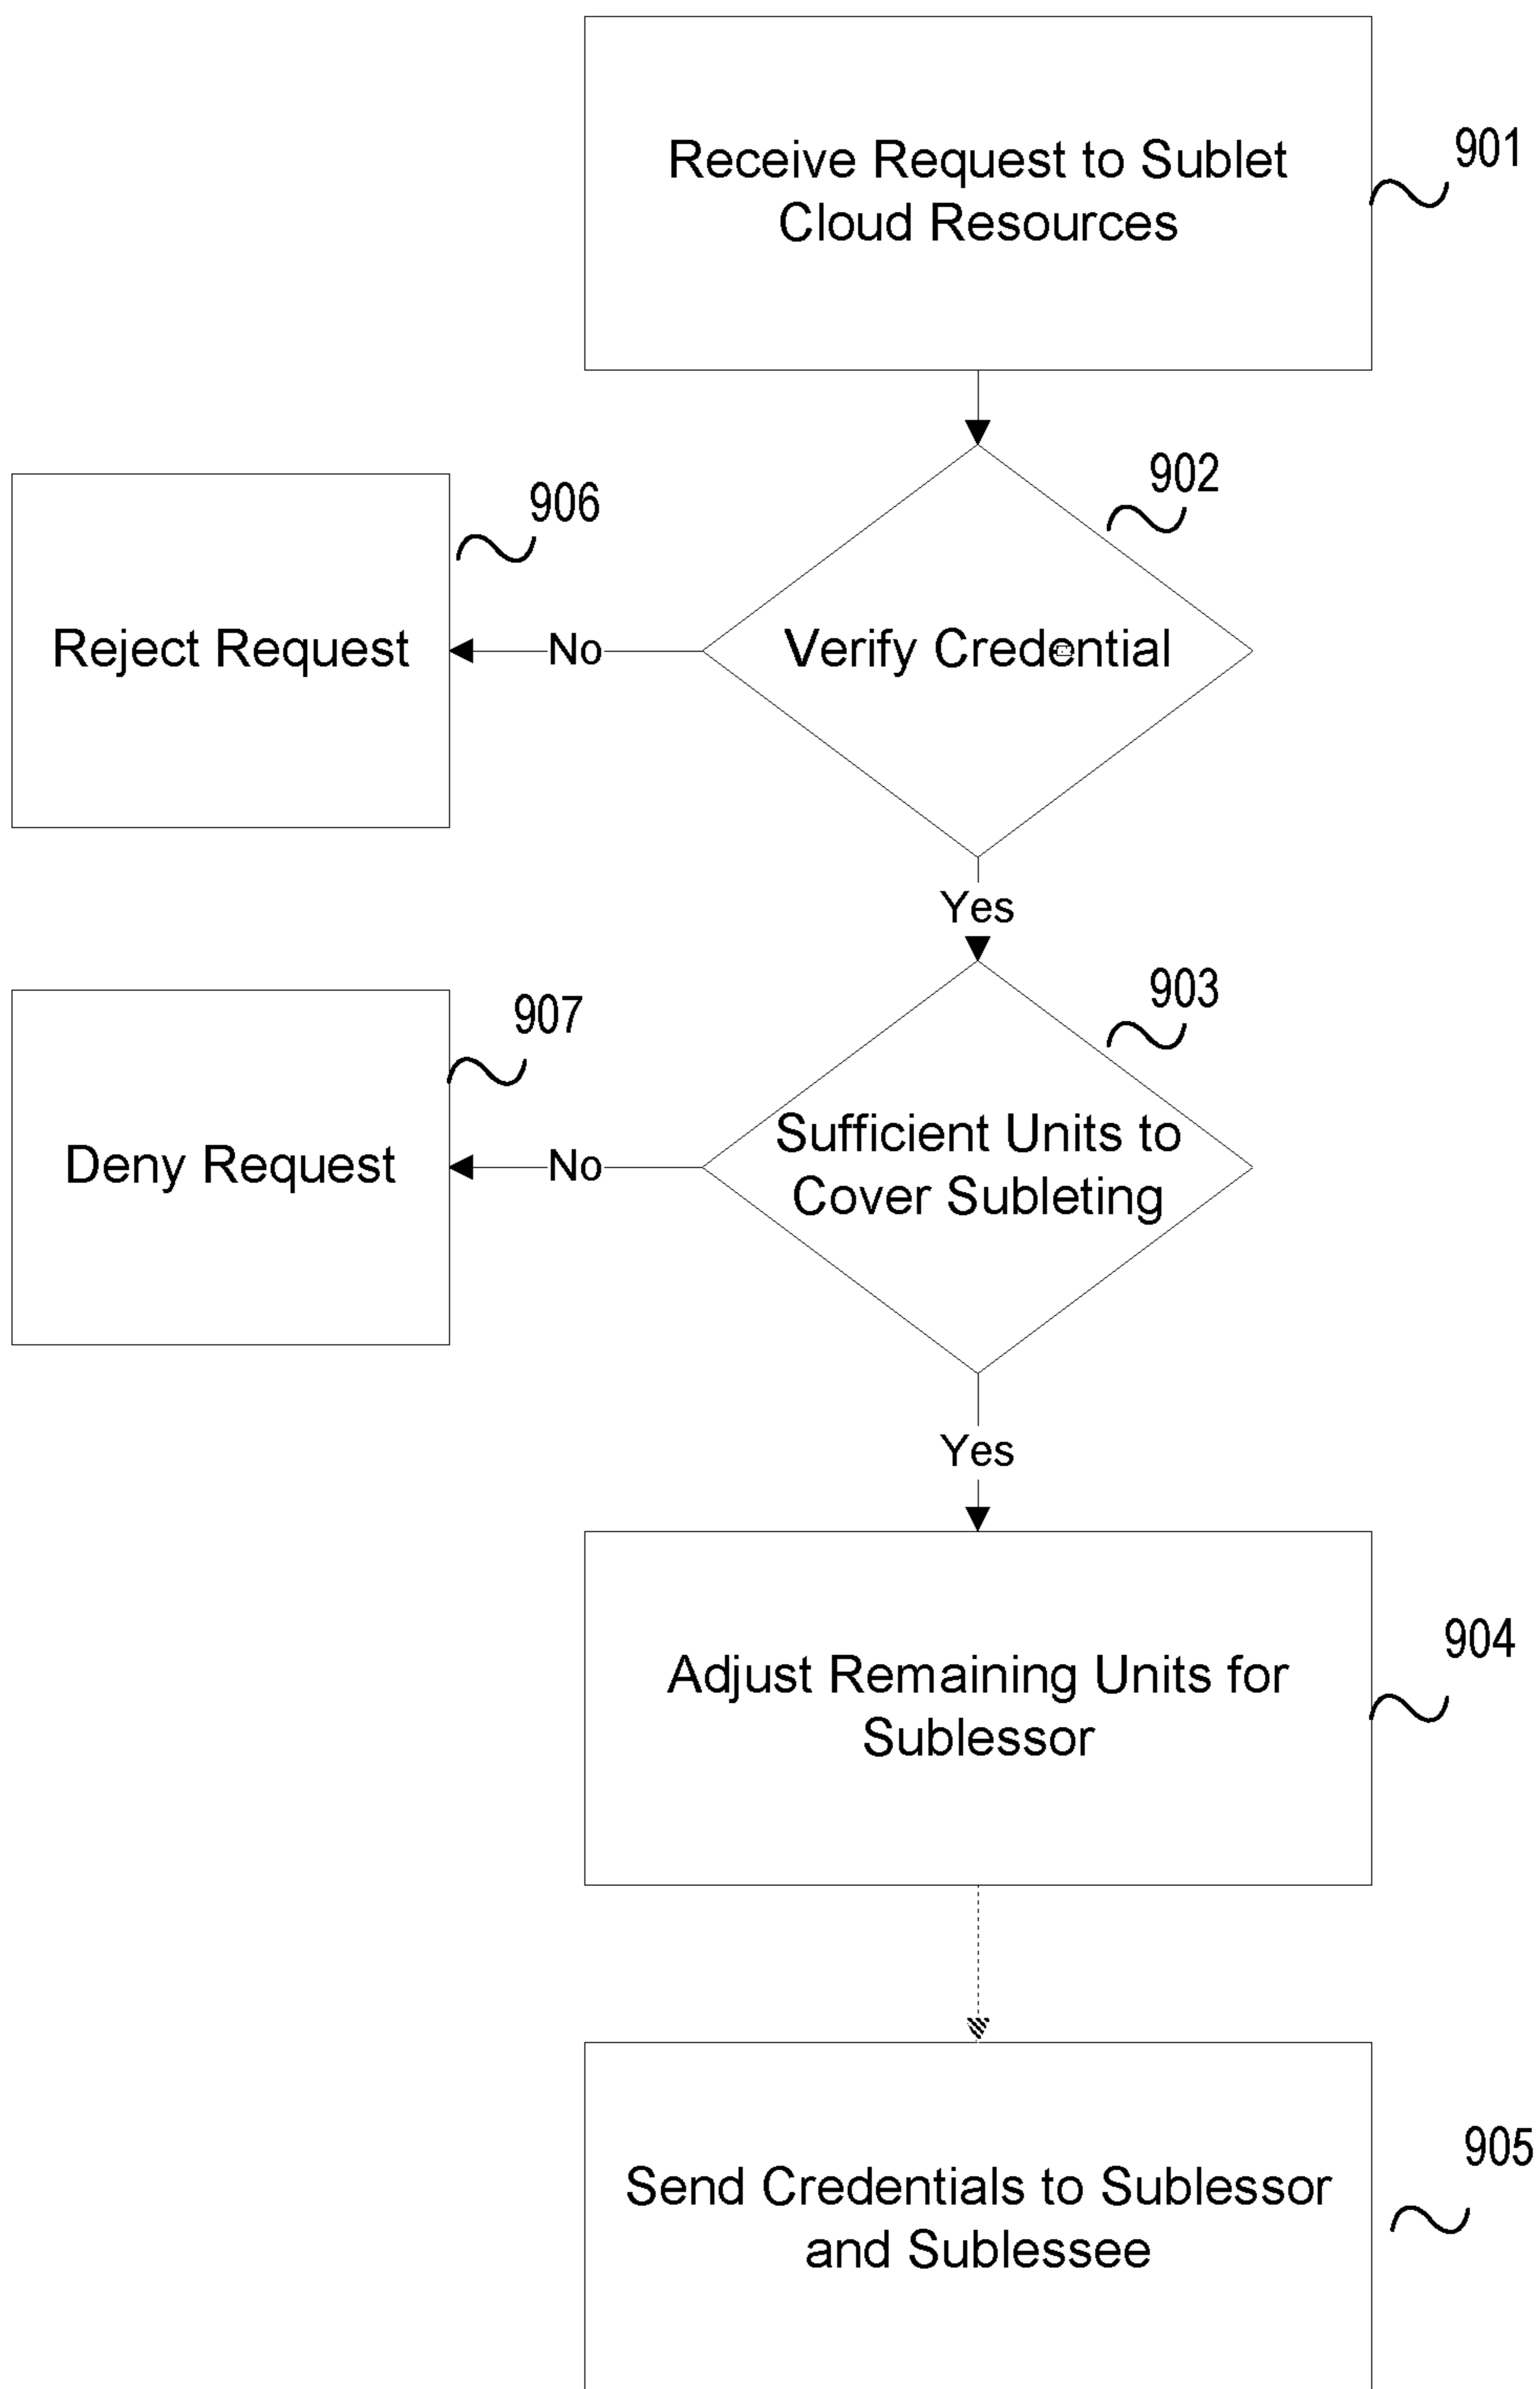 Receive Request to Sublet
Cloud Resources
901
902
906
Verify Credential
No
Reject Request
Yes
903
907
Sufficient Units to
Cover Subleting
No
Deny Request
Yes
904
Adjust Remaining Units for
Sublessor
905
Send Credentials to Sublessor
and Sublessee